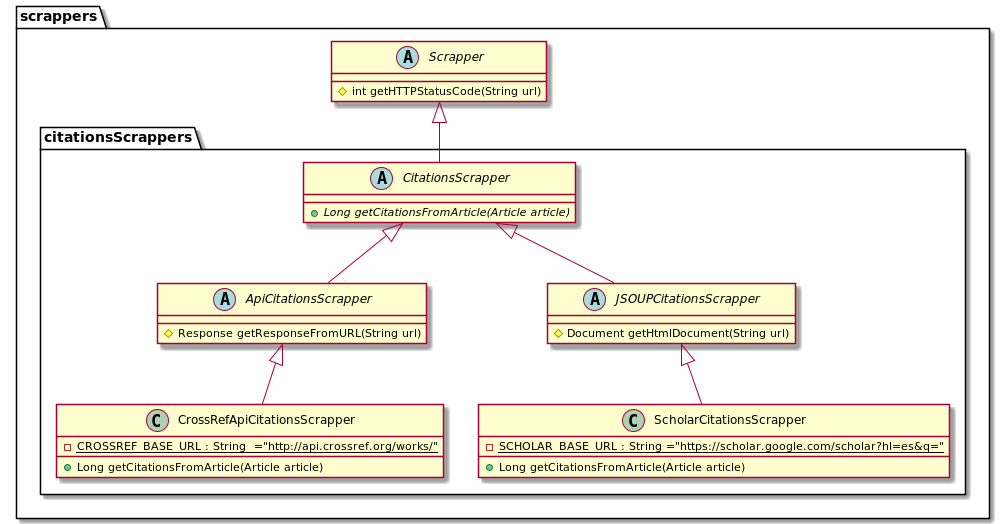 scrappers
A Scrapper
int getHTTPStatusCode(String url)
citationsScrappers
A CitationsScrapper
Long getCitationsFromArticle(Article article)
A ApiCitationsScrapper
Response getResponseFromURL(String url)
A JSOUPCitationsScrapper
Document getHtmlDocument(String url)
C CrossRefApiCitationsScrapper
CROSSREF_BASE_URL : String ="http://api.crossref.org/works/"
Long getCitationsFromArticle(Article article)
C ScholarCitationsScrapper
SCHOLAR_BASE_URL : String ="https://scholar.google.com/scholar?hl=es&q="
Long getCitationsFromArticle(Article article)